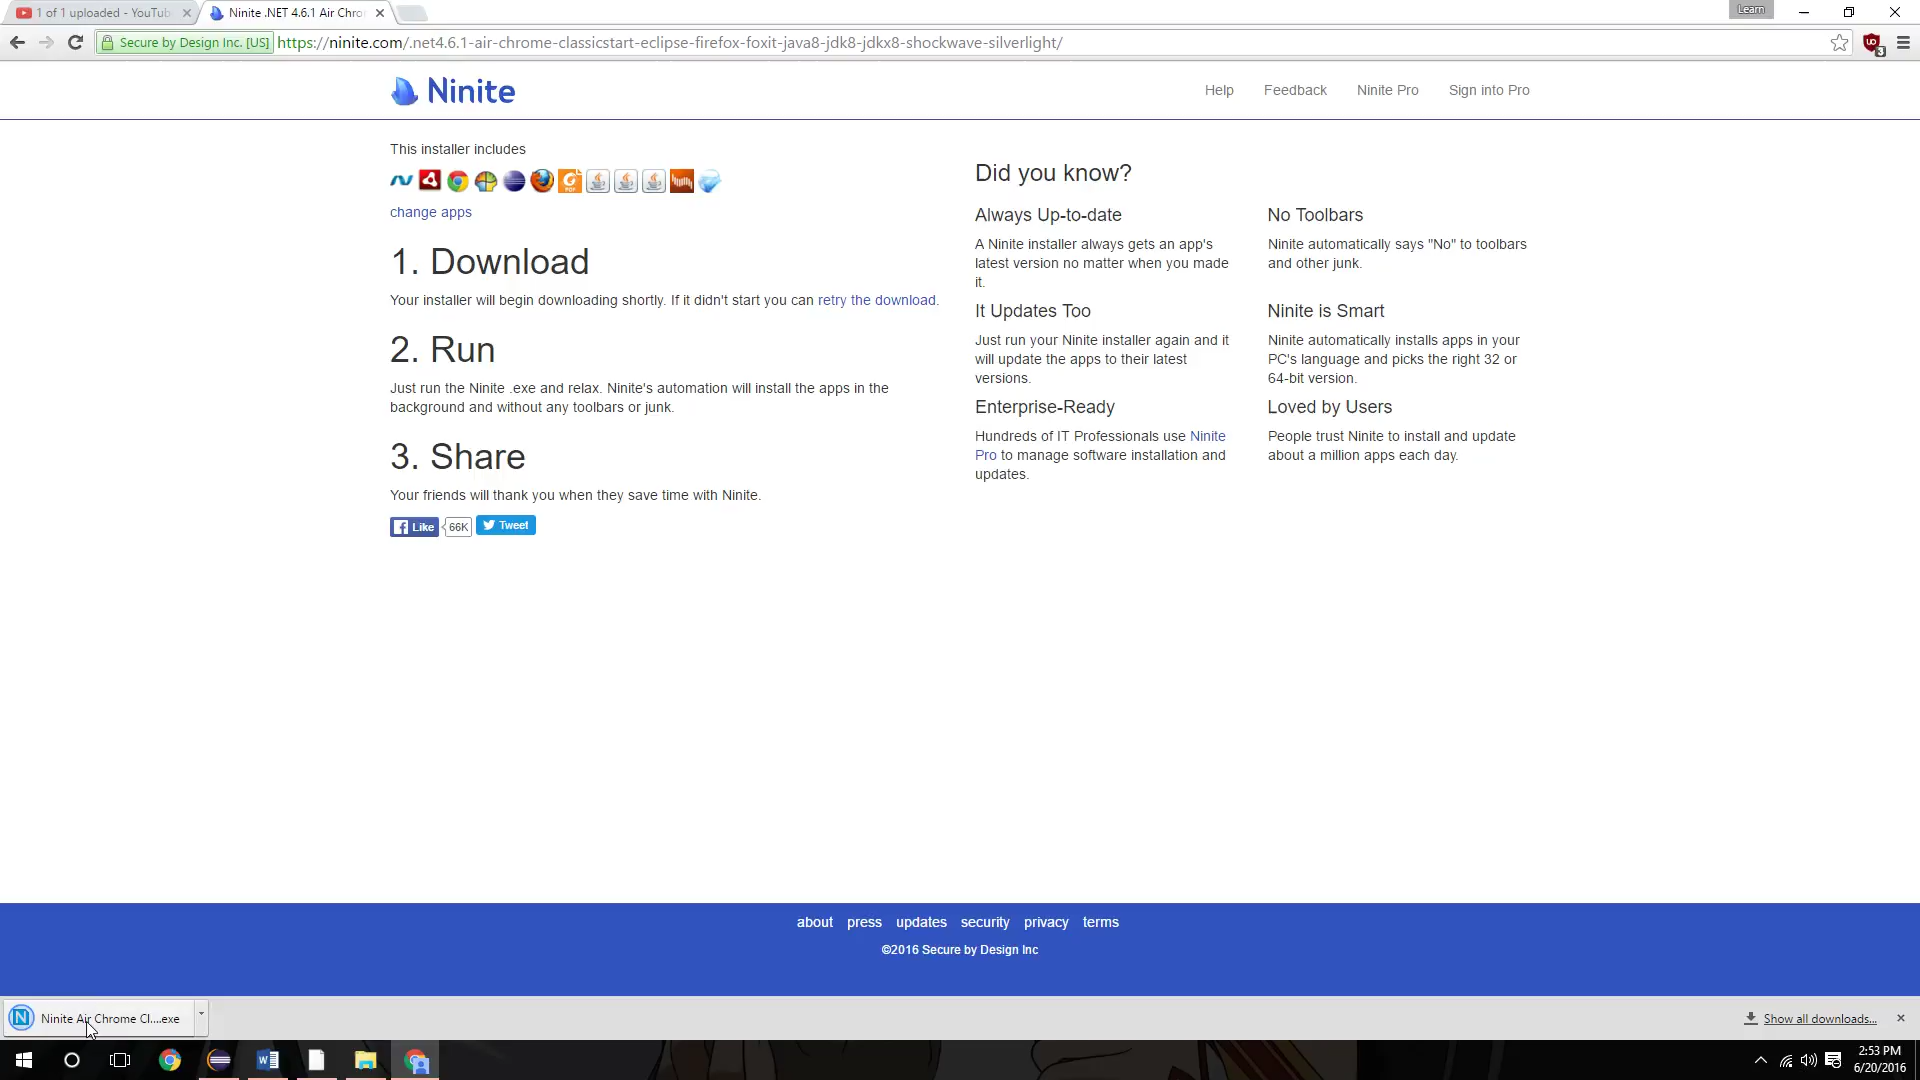 1 of 1 uploaded - YouTub
Ninite .NET 4.6.1 Air Chro
Learn
Secure by Design Inc. [US]
https://ninite.com/.net4.6.1-air-chrome-classicstart-eclipse-firefox-foxit-java8-jdk8-jdkx8-shockwave-silverlight/
3
Ninite
Help
Feedback
Ninite Pro
Sign into Pro
This installer includes
change apps
1. Download
Your installer will begin downloading shortly. If it didn't start you can retry the download.
2. Run
Just run the Ninite .exe and relax. Ninite's automation will install the apps in the
background and without any toolbars or junk.
3. Share
Your friends will thank you when they save time with Ninite.
Like
66K
Tweet
Did you know?
Always Up-to-date
A Ninite installer always gets an app's
latest version no matter when you made
it.
No Toolbars
Ninite automatically says "No" to toolbars
and other junk.
It Updates Too
Just run your Ninite installer again and it
will update the apps to their latest
versions.
Ninite is Smart
Ninite automatically installs apps in your
PC's language and picks the right 32 or
64-bit version.
Enterprise-Ready
Hundreds of IT Professionals use Ninite
Pro to manage software installation and
updates.
Loved by Users
People trust Ninite to install and update
about a million apps each day.
about
press
updates
security
privacy
terms
©2016 Secure by Design Inc
Ninite Air Chrome Cl....exe
Show all downloads...
2:53 PM
6/20/2016